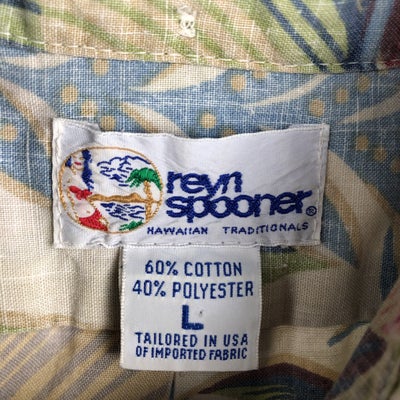 reyn
spooner®
HAWAIIAN TRADITIONALS
60% COTTON
40% POLYESTER
L
TAILORED IN USA
OF IMPORTED FABRIC